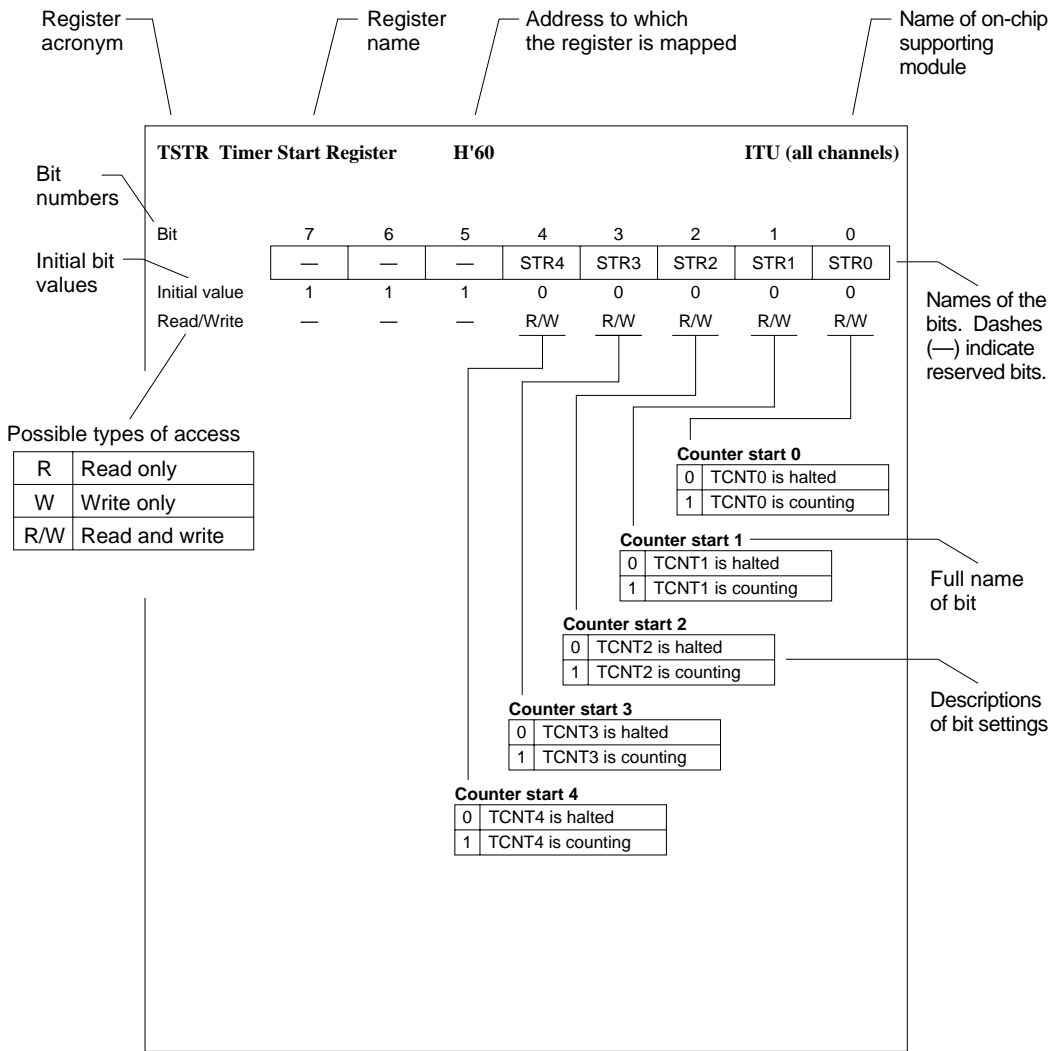 Register acronym
Register name
Address to which the register is mapped
Name of on-chip supporting module
TSTR Timer Start Register H'60 ITU (all channels)
Bit numbers
Bit 7 6 5 4 3 2 1 0
— — — STR4 STR3 STR2 STR1 STR0
Initial bit values
Initial value 1 1 1 0 0 0 0 0
Read/Write — — — R/W R/W R/W R/W R/W
Names of the bits. Dashes (—) indicate reserved bits.
Possible types of access
R Read only
W Write only
R/W Read and write
Counter start 0
0 TCNT0 is halted
1 TCNT0 is counting
Counter start 1
0 TCNT1 is halted
1 TCNT1 is counting
Full name of bit
Counter start 2
0 TCNT2 is halted
1 TCNT2 is counting
Descriptions of bit settings
Counter start 3
0 TCNT3 is halted
1 TCNT3 is counting
Counter start 4
0 TCNT4 is halted
1 TCNT4 is counting